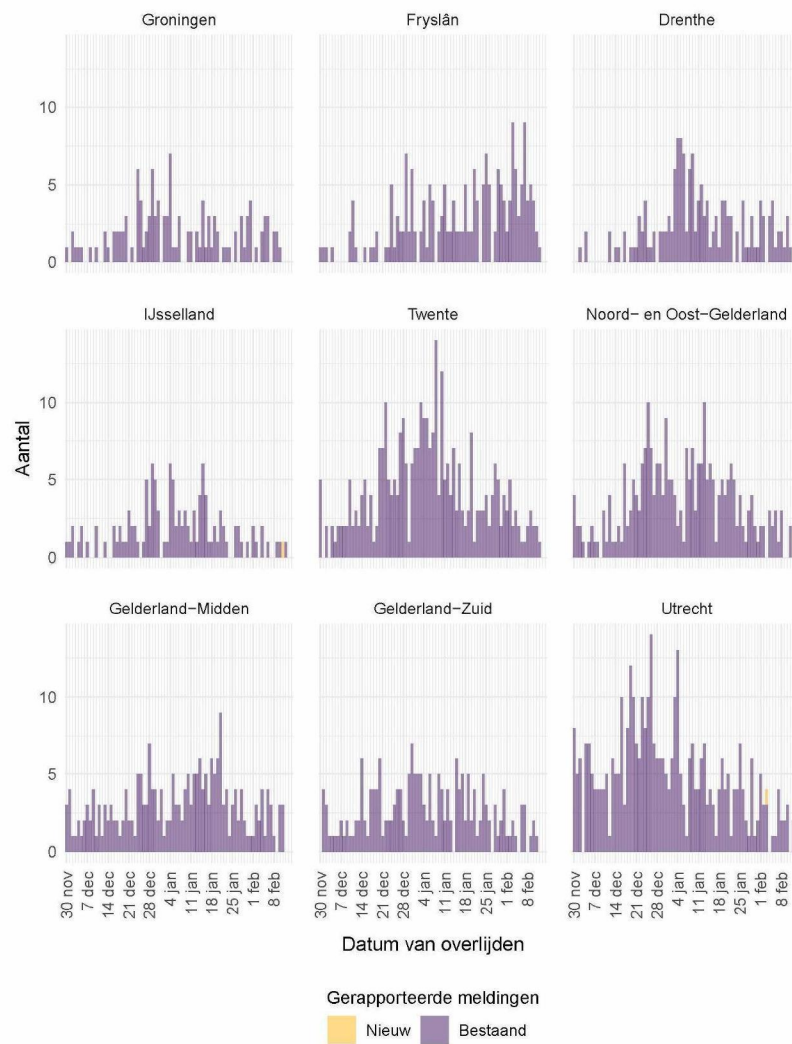 Groningen
Fryslân
Drenthe
10
5
0
IJsselland
Twente
Noord- en Oost-Gelderland
10
5
0
Aantal
Gelderland-Midden
Gelderland-Zuid
Utrecht
10
5
0
30 nov
7 dec
14 dec
21 dec
28 dec
4 jan
11 jan
18 jan
25 jan
1 feb
8 feb
30 nov
7 dec
14 dec
21 dec
28 dec
4 jan
11 jan
18 jan
25 jan
1 feb
8 feb
30 nov
7 dec
14 dec
21 dec
28 dec
4 jan
11 jan
18 jan
25 jan
1 feb
8 feb
Datum van overlijden
Gerapporteerde meldingen
Nieuw Bestaand